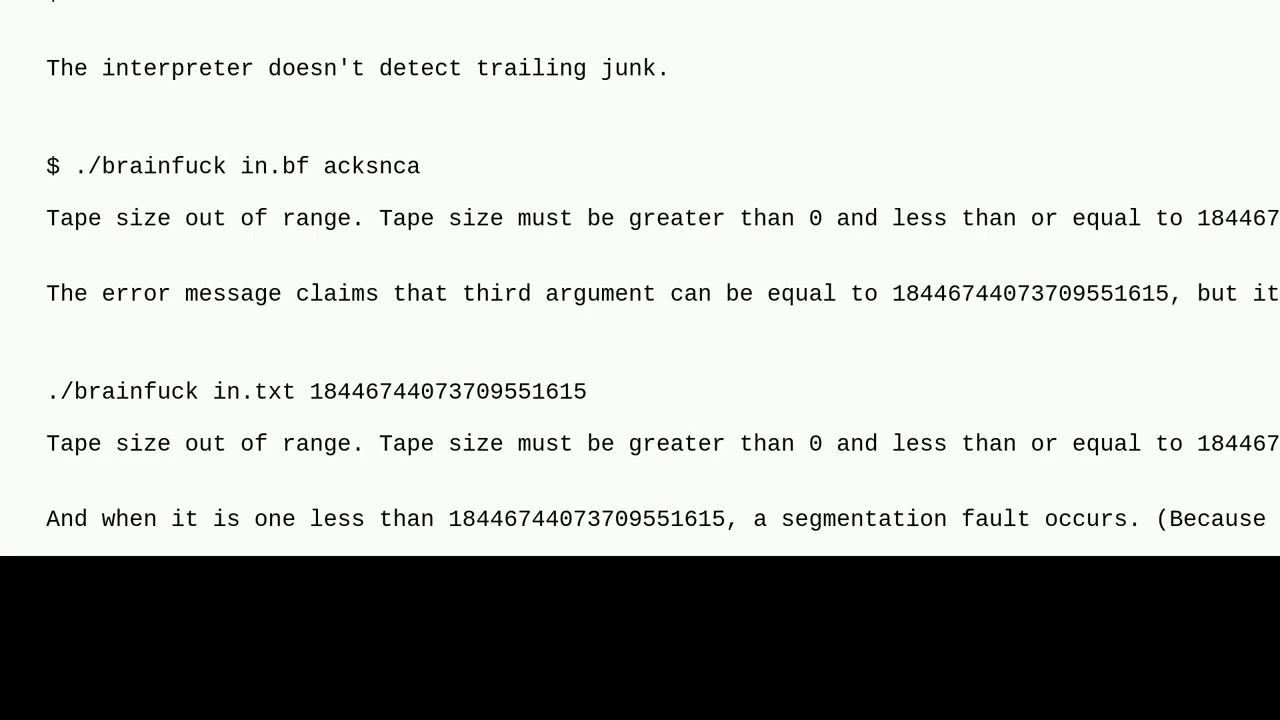 The interpreter doesn't detect trailing junk.
$ ./brainfuck in.bf acksnca
Tape size out of range. Tape size must be greater than 0 and less than or equal to 184467
The error message claims that third argument can be equal to 18446744073709551615, but it
./brainfuck in.txt 18446744073709551615
Tape size out of range. Tape size must be greater than 0 and less than or equal to 184467
And when it is one less than 18446744073709551615, a segmentation fault occurs. (Because